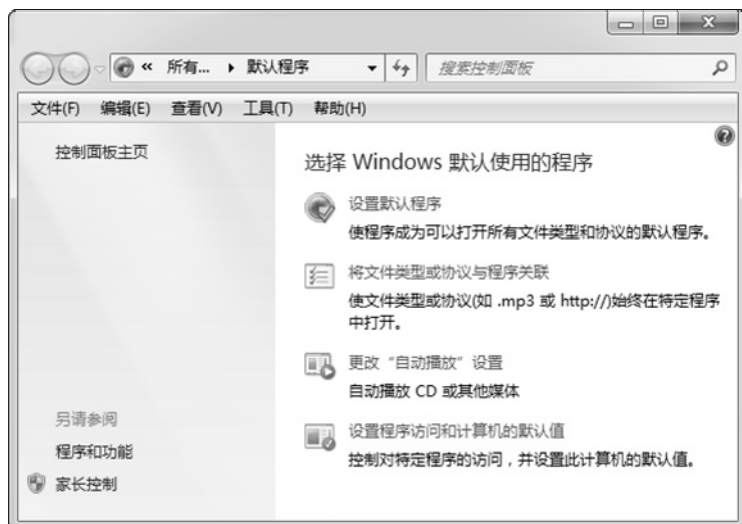 « 所有... ▸ 默认程序
搜索控制面板
文件(F) 编辑(E) 查看(V) 工具(T) 帮助(H)
控制面板主页
选择 Windows 默认使用的程序
设置默认程序
使程序成为可以打开所有文件类型和协议的默认程序。
将文件类型或协议与程序关联
使文件类型或协议(如 .mp3 或 http://)始终在特定程序
中打开。
更改“自动播放”设置
自动播放 CD 或其他媒体
设置程序访问和计算机的默认值
控制对特定程序的访问，并设置此计算机的默认值。
另请参阅
程序和功能
家长控制